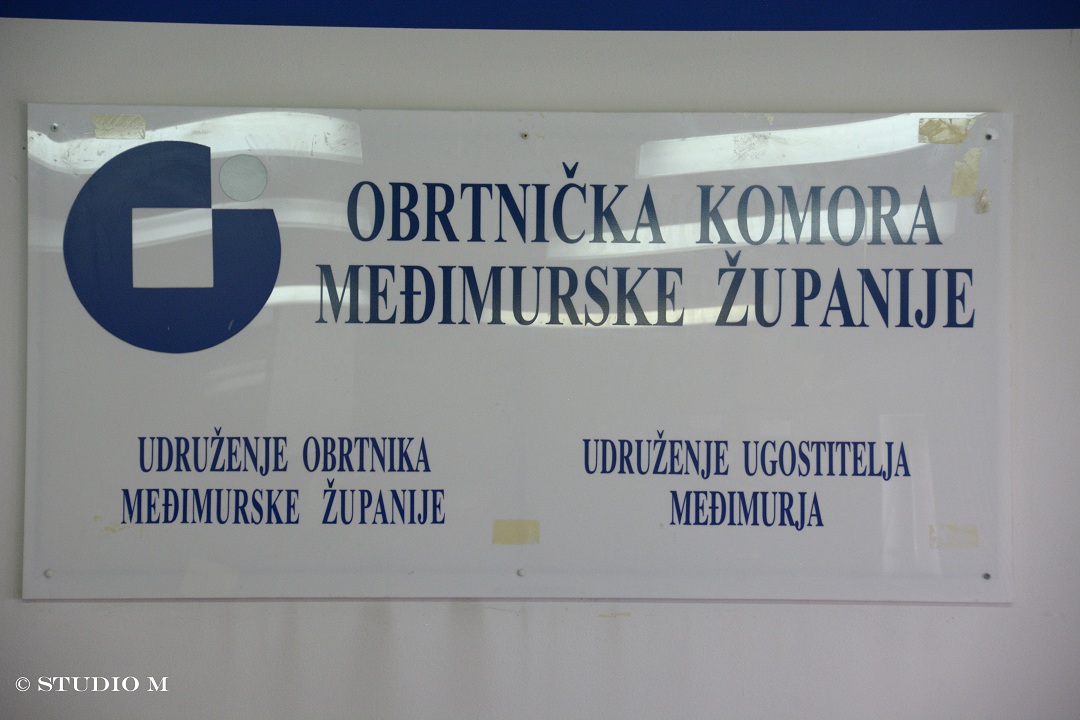 OBRTNIČKA KOMORA
MEĐIMURSKE ŽUPANIJE
UDRUŽENJE OBRTNIKA
MEĐIMURSKE ŽUPANIJE
UDRUŽENJE UGOSTITELJA
MEĐIMURJA
© STUDIO M